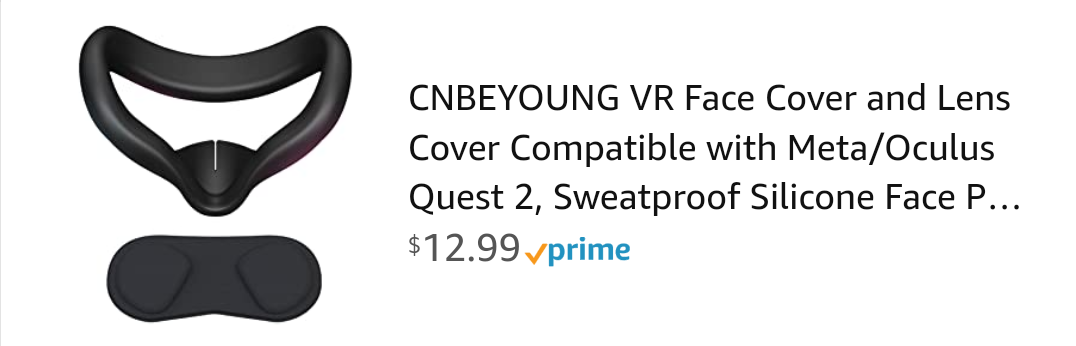 CNBEYOUNG VR Face Cover and Lens
Cover Compatible with Meta/Oculus
Quest 2, Sweatproof Silicone Face P...
$12.99 prime